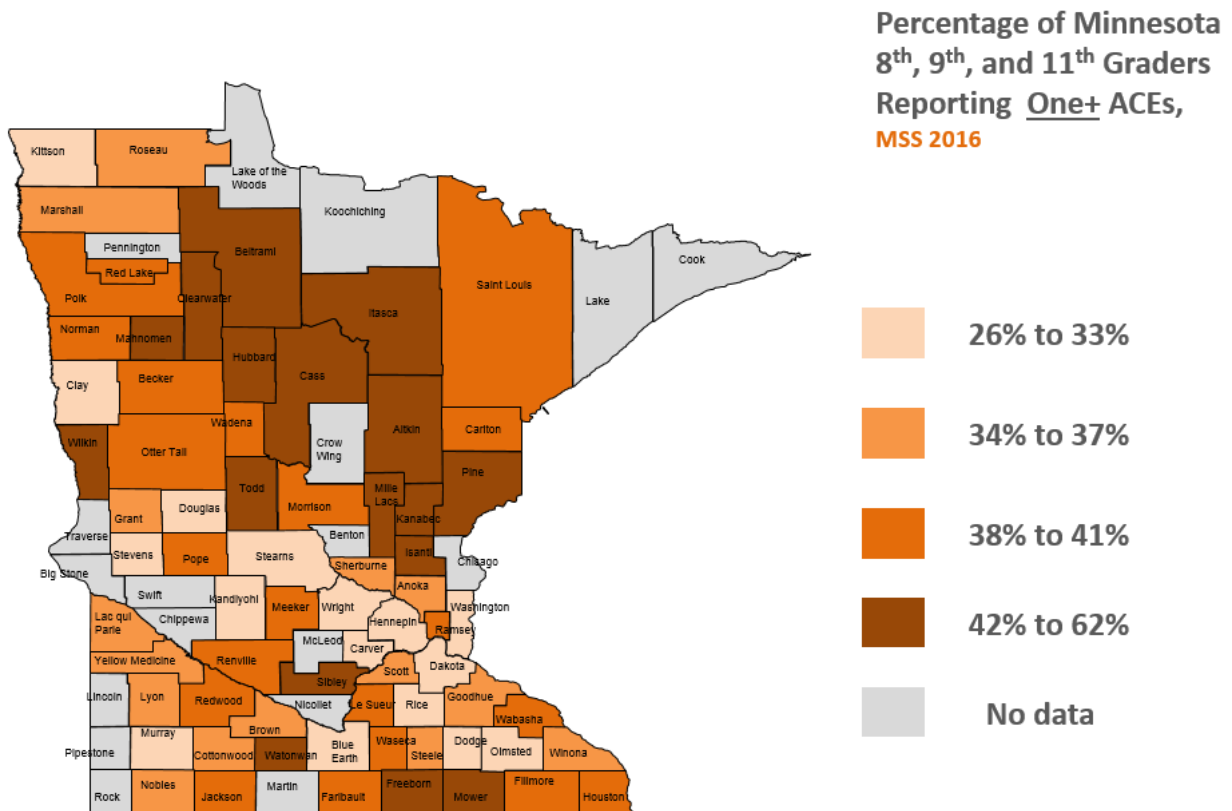 Percentage of Minnesota
8th, 9th, and 11th Graders
Reporting One+ ACEs,
MSS 2016
Kittson
Roseau
Lake of the
Woods
Koochiching
Marshall
Pennington
Beltrami
Red Lake
Polk
Clearwater
Saint Louis
Lake
Cook
Itasca
Norman
Mahnomen
Hubbard
Cass
Clay
Becker
Wadena
Crow
Wing
Aitkin
Carlton
Wilkin
Otter Tail
Pine
Todd
Mille
Lacs
Morrison
Kanabec
Grant
Douglas
Traverse
Benton
Stevens
Pope
Stearns
Isanti
Chisago
Big Stone
Sherburne
Swift
Kandiyohi
Anoka
Lac qui
Parle
Chippewa
Meeker
Wright
Washington
Hennepin
Ramsey
McLeod
Carver
Yellow Medicine
Renville
Dakota
Scott
Sibley
Lincoln
Lyon
Redwood
Nicollet
Le Sueur
Rice
Goodhue
Wabasha
Brown
Murray
Pipestone
Cottonwood
Watonwan
Blue
Earth
Waseca
Steele
Dodge
Olmsted
Winona
Rock
Nobles
Jackson
Martin
Faribault
Freeborn
Mower
Fillmore
Houston
26% to 33%
34% to 37%
38% to 41%
42% to 62%
No data